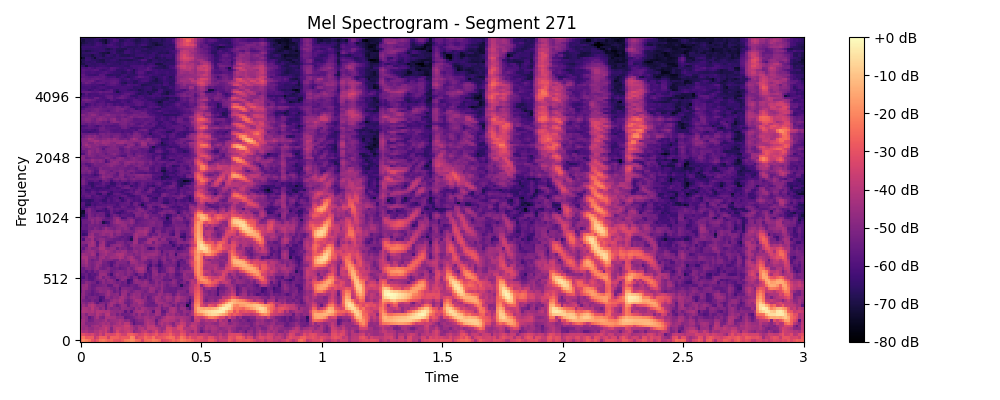 Mel Spectrogram - Segment 271
Frequency
4096
2048
1024
512
0
0
0.5
1
1.5
2
2.5
3
Time
+0 dB
-10 dB
-20 dB
-30 dB
-40 dB
-50 dB
-60 dB
-70 dB
-80 dB